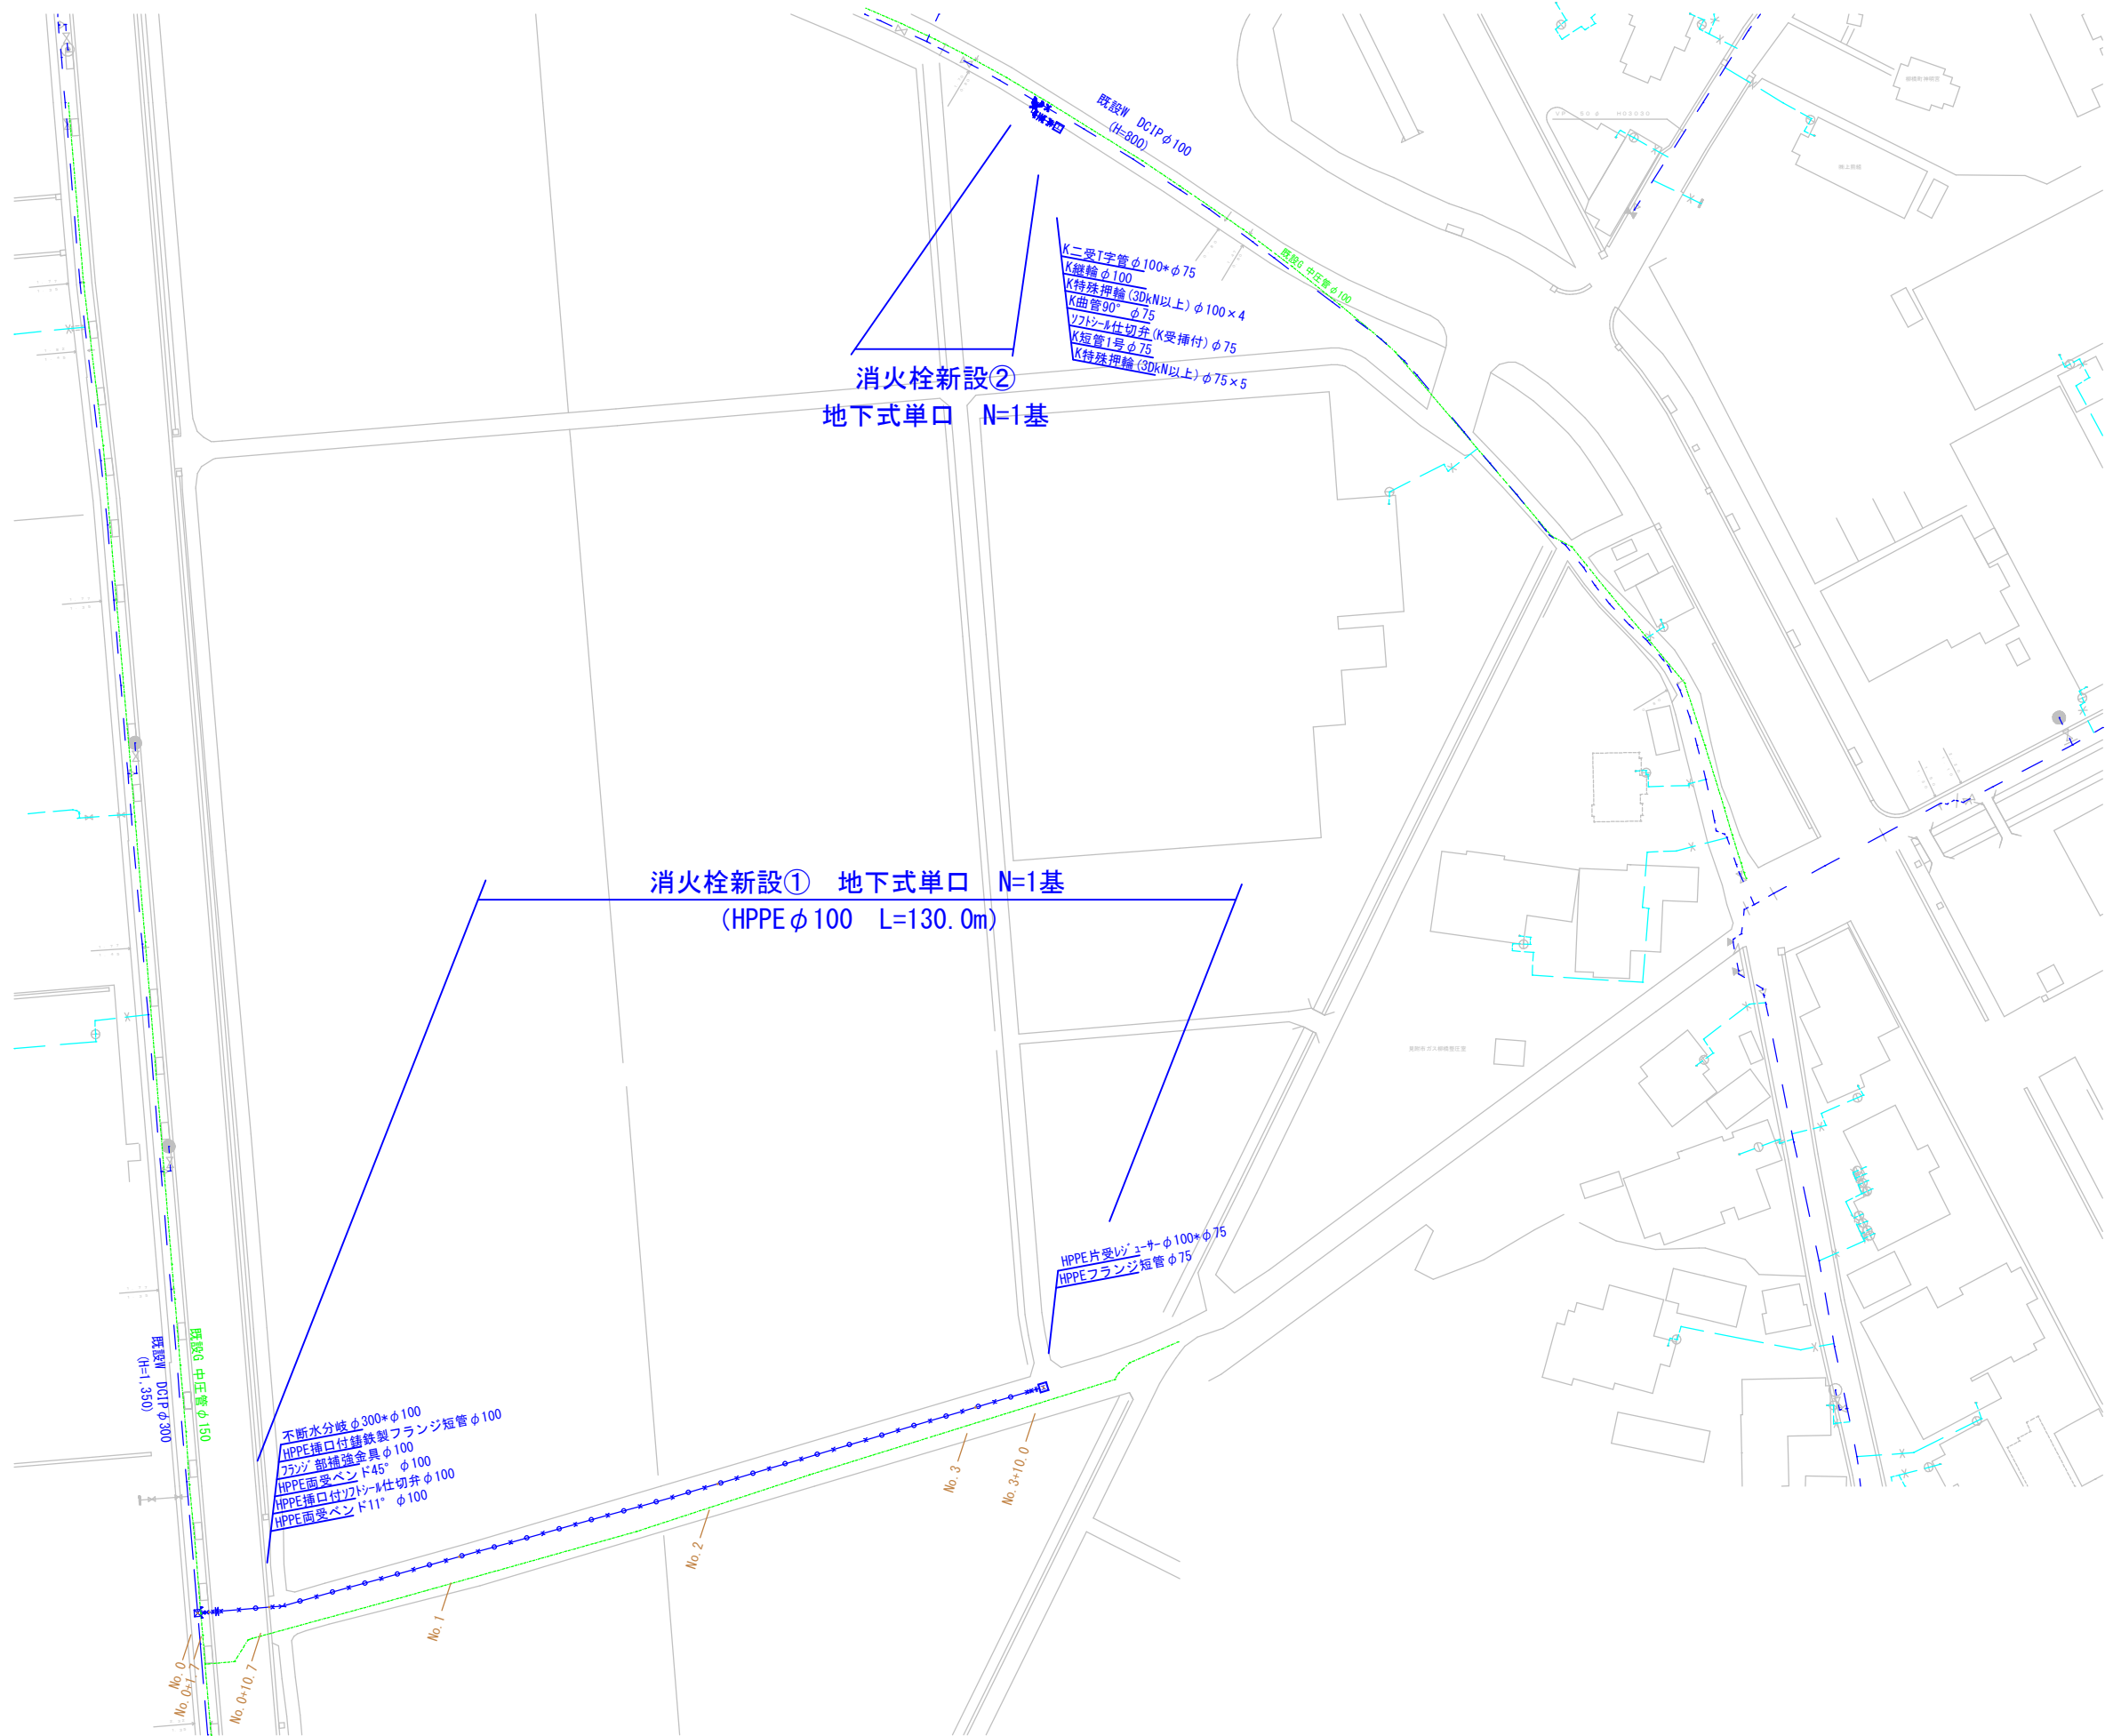 既設W DCIPφ100
(H=800)
既設G 中圧管φ100
K二受T字管φ100*φ75
K継輪φ100
K特殊押輪(3DkN以上)φ100×4
K曲管90°φ75
ｿﾌﾄｼｰﾙ仕切弁(K受挿付)φ75
K短管1号φ75
K特殊押輪(3DkN以上)φ75×5
消火栓新設②
地下式単口 N=1基
消火栓新設① 地下式単口 N=1基
(HPPEφ100 L=130.0m)
HPPE片受ﾚｼﾞｭｰｻｰφ100*φ75
HPPEフランジ短管φ75
既設W DCIPφ300
(H=1,350)
既設G 中圧管φ150
不断水分岐φ300*φ100
HPPE挿口付鋳鉄製フランジ短管φ100
ﾌﾗﾝｼﾞ部補強金具φ100
HPPE両受ベンド45°φ100
HPPE挿口付ｿﾌﾄｼｰﾙ仕切弁φ100
HPPE両受ベンド11°φ100
No.0
No.0+1.7
No.0+10.7
No.1
No.2
No.3
No.3+10.0
VP 50φ H03030